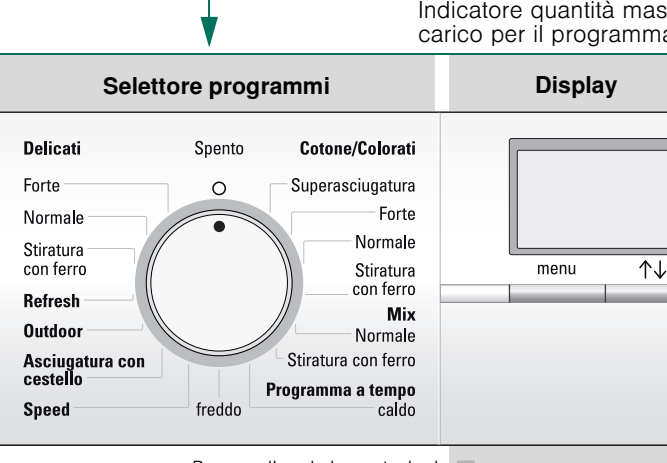 Indicatore quantità mas
carico per il programma
Selettore programmi
Display
Delicati
Spento
Cotone/Colorati
Forte
Superasciugatura
Normale
Forte
Stiratura
con ferro
Normale
Refresh
Stiratura
con ferro
Outdoor
Mix
Normale
Asciugatura con
cestello
Stiratura con ferro
Speed
freddo
Programma a tempo
caldo
menu
↑↓